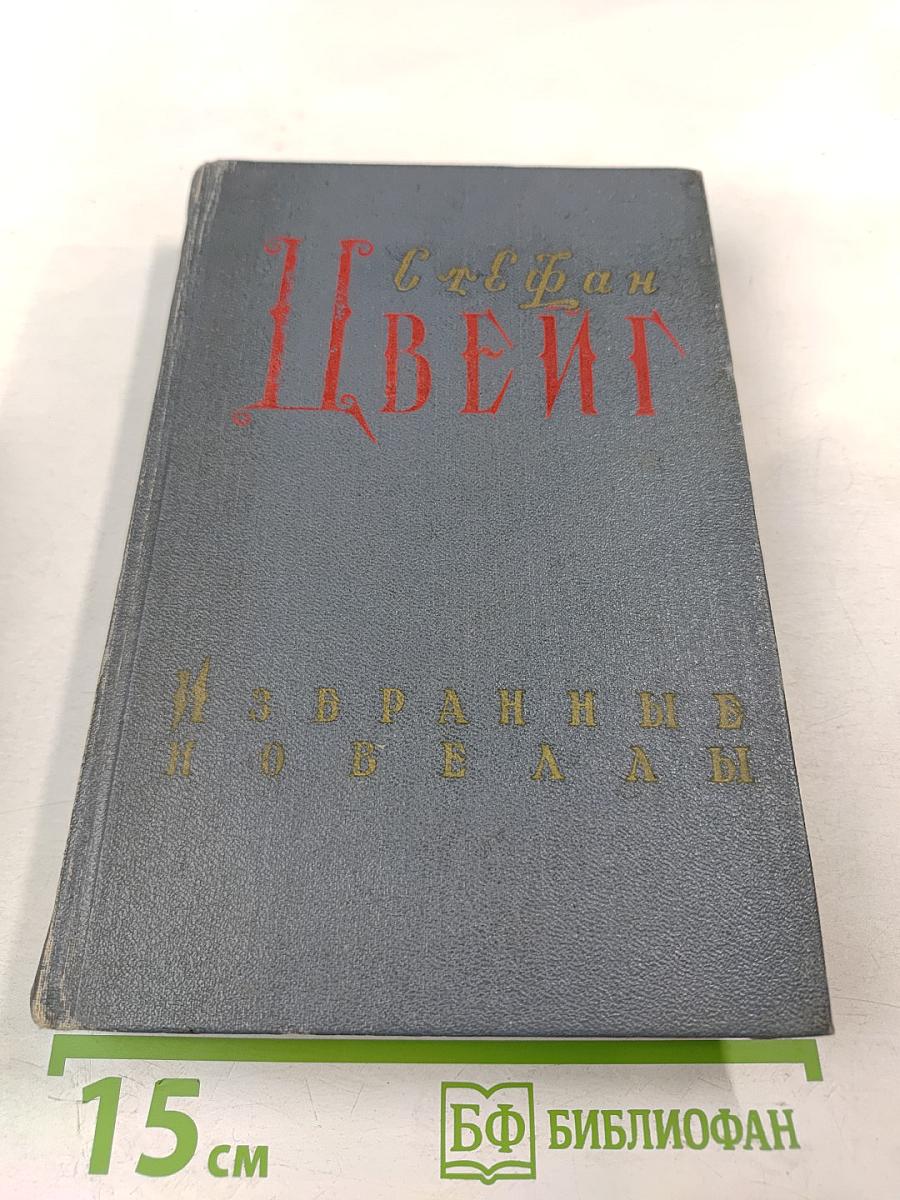 Стефан
Цвейг
Избранные
новеллы
15 см
БФ БИБЛИОФАН